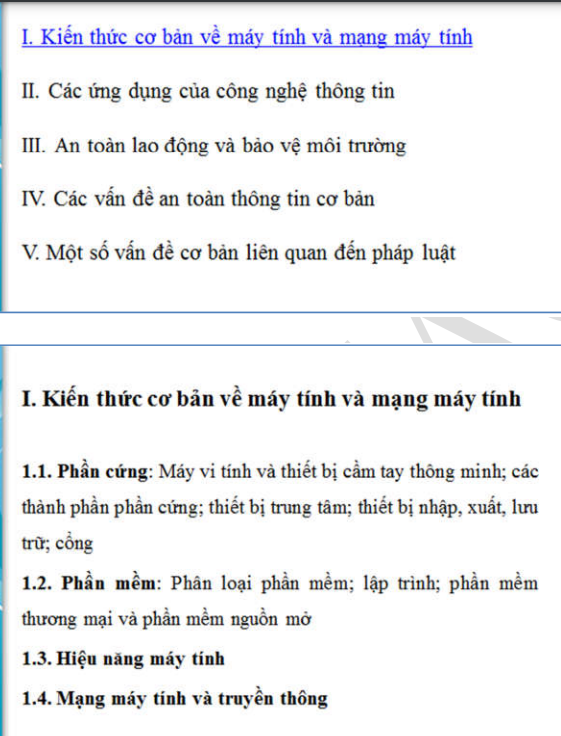 I. Kiến thức cơ bản về máy tính và mạng máy tính
II. Các ứng dụng của công nghệ thông tin
III. An toàn lao động và bảo vệ môi trường
IV. Các vấn đề an toàn thông tin cơ bản
V. Một số vấn đề cơ bản liên quan đến pháp luật
I. Kiến thức cơ bản về máy tính và mạng máy tính
1.1. Phần cứng: Máy vi tính và thiết bị cầm tay thông minh; các
thành phần phần cứng; thiết bị trung tâm; thiết bị nhập, xuất, lưu
trữ; cổng
1.2. Phần mềm: Phân loại phần mềm; lập trình; phần mềm
thương mại và phần mềm nguồn mở
1.3. Hiệu năng máy tính
1.4. Mạng máy tính và truyền thông